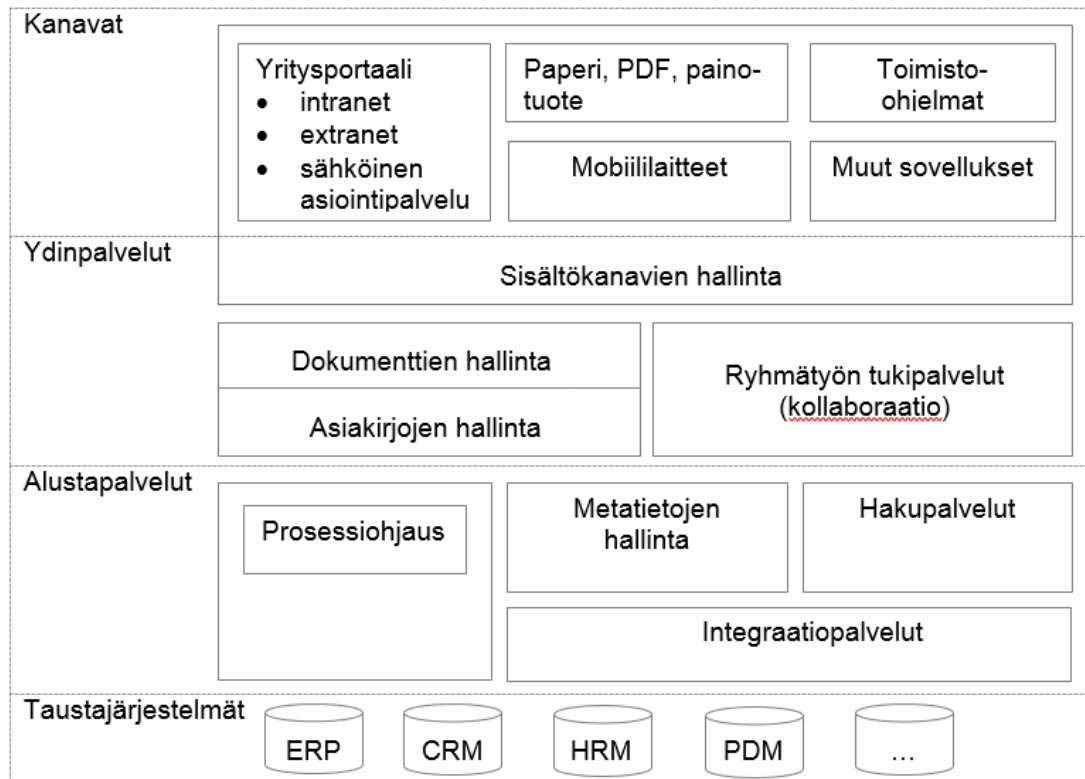 Kanavat
Yritysportaali
• intranet
• extranet
• sähköinen
asiointipalvelu
Paperi, PDF, paino-
tuote
Toimisto-
ohjelmat
Mobiililaitteet
Muut sovellukset
Ydinpalvelut
Sisältökanavien hallinta
Dokumenttien hallinta
Asiakirjojen hallinta
Ryhmätyön tukipalvelut
(kollaboraatio)
Alustapalvelut
Prosessiohjaus
Metatietojen
hallinta
Hakupalvelut
Integraatiopalvelut
Taustajärjestelmät
ERP
CRM
HRM
PDM
...